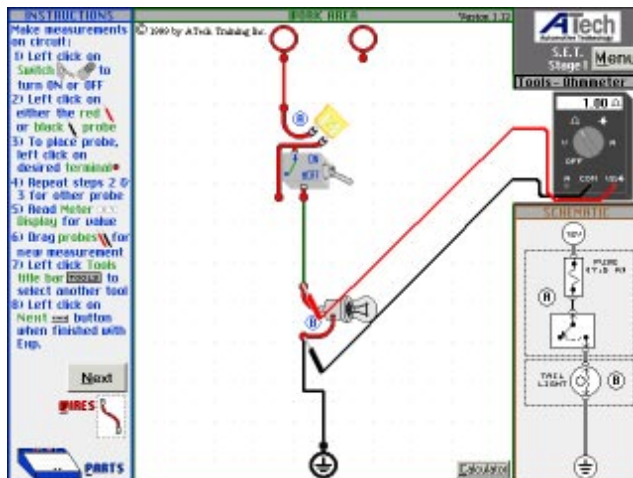 INSTRUCTIONS
Make measurements
on circuit:
1) Left click on
Switch to
turn ON or OFF
2) Left click on
either the red
or black probe
3) To place probe,
left click on
desired terminal
4) Repeat steps 2 &
3 for other probe
5) Read Meter
Display for value
6) Drag probes for
new measurement
7) Left click Tools
title bar TOOLS to
select another tool
8) Left click on
Next button
when finished with
Exp.
Next
WIRES
PARTS
WORK AREA
Version 1.12
© 1989 by ATech Training Inc.
A
ON
OFF
B
Calculator
ATech
Automotive Technology
S.E.T.
Stage 1
Menu
Tools - Ohmmeter
1.00 Ω
Ω
V
A
OFF
A
COM
VΩ
SCHEMATIC
12V
FUSE
A
TAIL
LIGHT
B